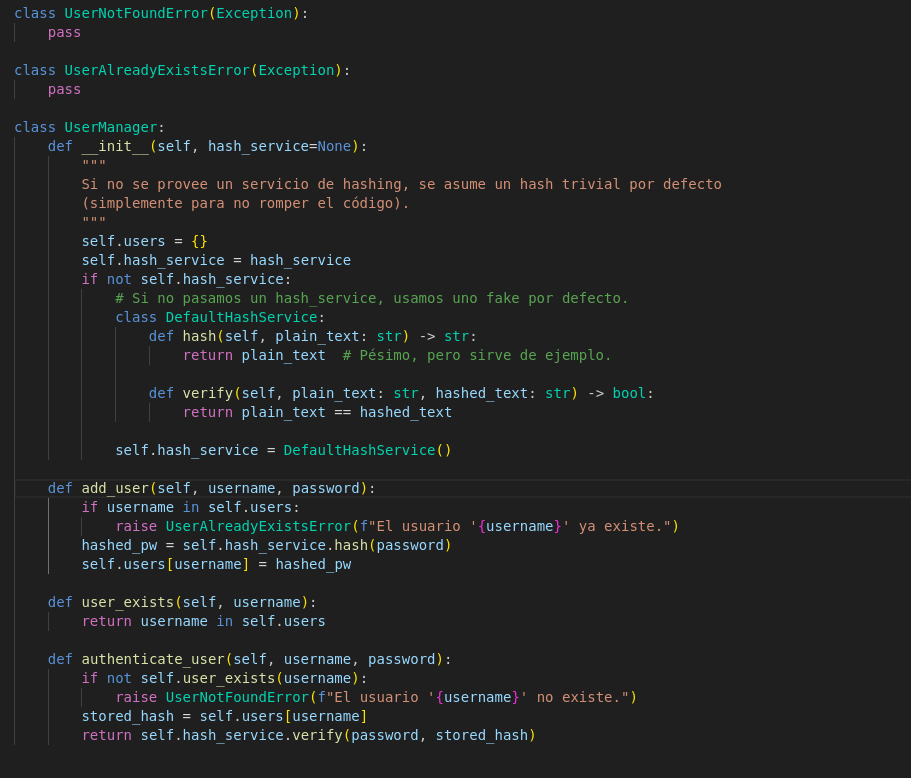 class UserNotFoundError(Exception):
    pass

class UserAlreadyExistsError(Exception):
    pass

class UserManager:
    def __init__(self, hash_service=None):
        """
        Si no se provee un servicio de hashing, se asume un hash trivial por defecto
        (simplemente para no romper el código).
        """
        self.users = {}
        self.hash_service = hash_service
        if not self.hash_service:
            # Si no pasamos un hash_service, usamos uno fake por defecto.
            class DefaultHashService:
                def hash(self, plain_text: str) -> str:
                    return plain_text  # Pésimo, pero sirve de ejemplo.

                def verify(self, plain_text: str, hashed_text: str) -> bool:
                    return plain_text == hashed_text

            self.hash_service = DefaultHashService()

    def add_user(self, username, password):
        if username in self.users:
            raise UserAlreadyExistsError(f"El usuario '{username}' ya existe.")
        hashed_pw = self.hash_service.hash(password)
        self.users[username] = hashed_pw

    def user_exists(self, username):
        return username in self.users

    def authenticate_user(self, username, password):
        if not self.user_exists(username):
            raise UserNotFoundError(f"El usuario '{username}' no existe.")
        stored_hash = self.users[username]
        return self.hash_service.verify(password, stored_hash)